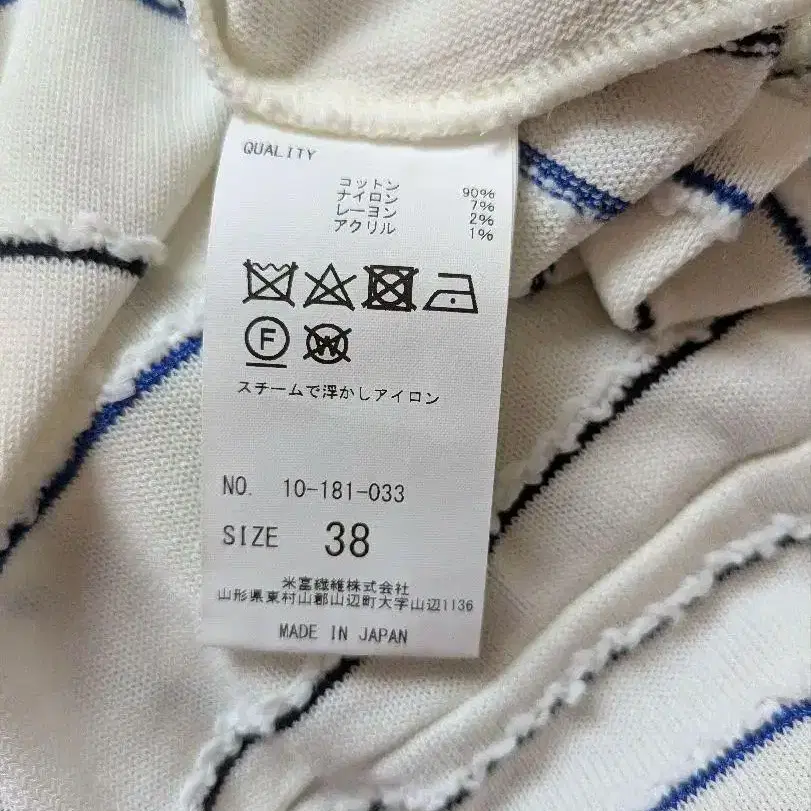 QUALITY
コットン 90%
ナイロン 7%
レーヨン 2%
アクリル 1%
F W
スチームで浮かしアイロン
NO. 10-181-033
SIZE 38
米富繊維株式会社
山形県東村山郡山辺町大字山辺1136
MADE IN JAPAN